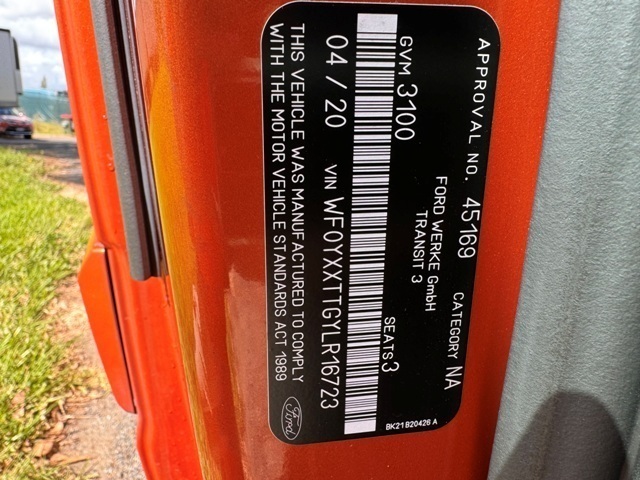 APPROVAL NO. 45169 CATEGORY NA
FORD WERKE GmbH
TRANSIT 3
GVM 3100 SEATS 3
BK21B20426 A
04 / 20 VIN WF0YXXTTGYLR16723
THIS VEHICLE WAS MANUFACTURED TO COMPLY
WITH THE MOTOR VEHICLE STANDARDS ACT 1989
Ford